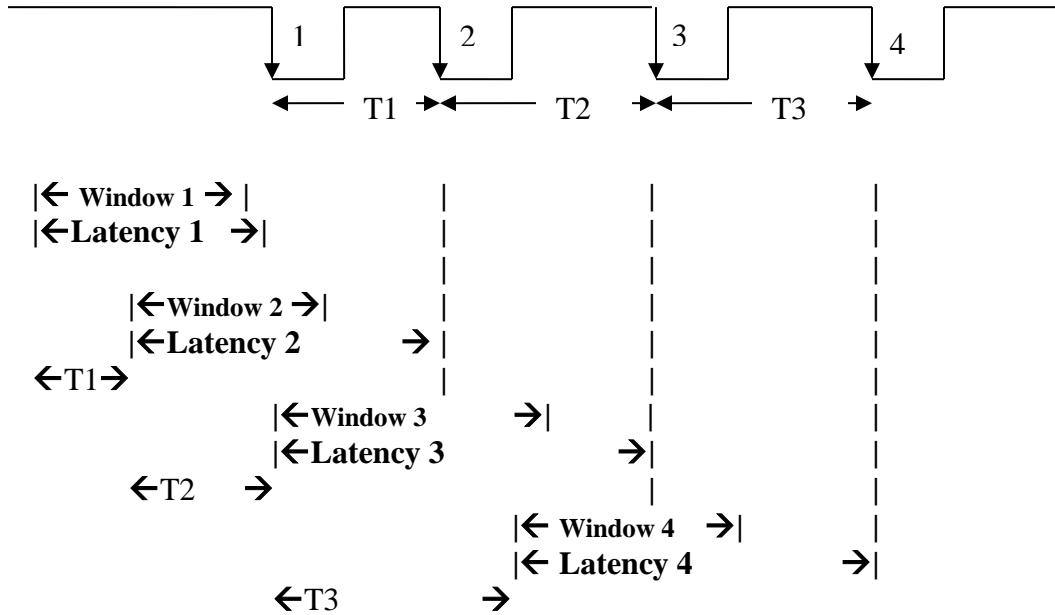 1 2 3 4
T1 T2 T3
|← Window 1 → |
|←Latency 1 →|
|←Window 2 →|
|←Latency 2 →|
←T1→
|←Window 3 →|
|←Latency 3 →|
←T2 →
|← Window 4 →|
|← Latency 4 →|
←T3 →